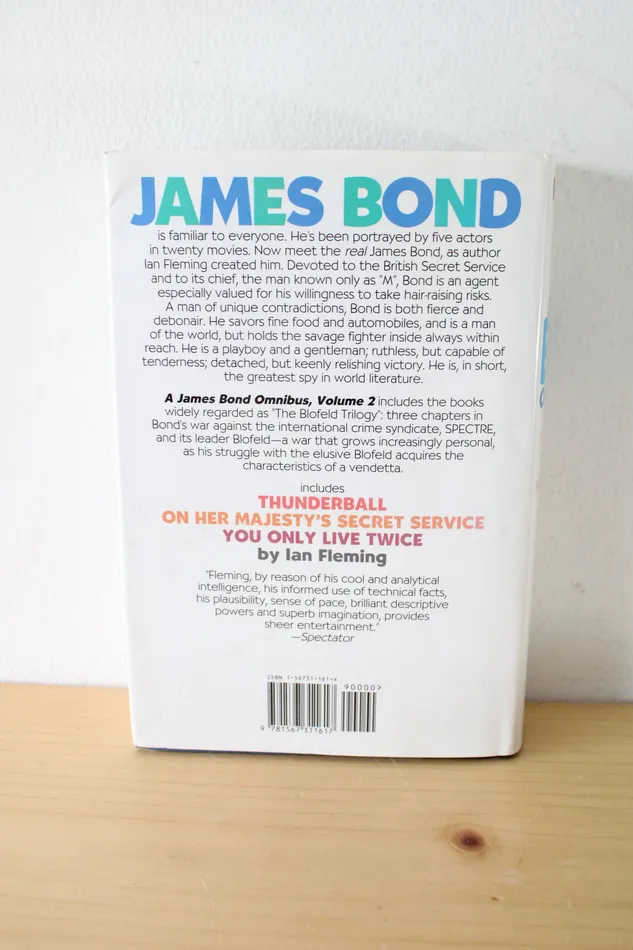 JAMES BOND
is familiar to everyone. He's been portrayed by five actors
in twenty movies. Now meet the real James Bond, as author
Ian Fleming created him. Devoted to the British Secret Service
and to its chief, the man known only as "M", Bond is an agent
especially valued for his willingness to take hair-raising risks.
A man of unique contradictions, Bond is both fierce and
debonair. He savors fine food and automobiles, and is a man
of the world, but holds the savage fighter inside always within
reach. He is a playboy and a gentleman; ruthless, but capable of
tenderness; detached, but keenly relishing victory. He is, in short,
the greatest spy in world literature.
A James Bond Omnibus, Volume 2 includes the books
widely regarded as "The Blofeld Trilogy": three chapters in
Bond's war against the international crime syndicate, SPECTRE,
and its leader Blofeld—a war that grows increasingly personal,
as his struggle with the elusive Blofeld acquires the
characteristics of a vendetta.
includes
THUNDERBALL
ON HER MAJESTY'S SECRET SERVICE
YOU ONLY LIVE TWICE
by Ian Fleming
"Fleming, by reason of his cool and analytical
intelligence, his informed use of technical facts,
his plausibility, sense of pace, brilliant descriptive
powers and superb imagination, provides
sheer entertainment."
—Spectator
ISBN 1-56731-161-X
90000>
9 781567 311617